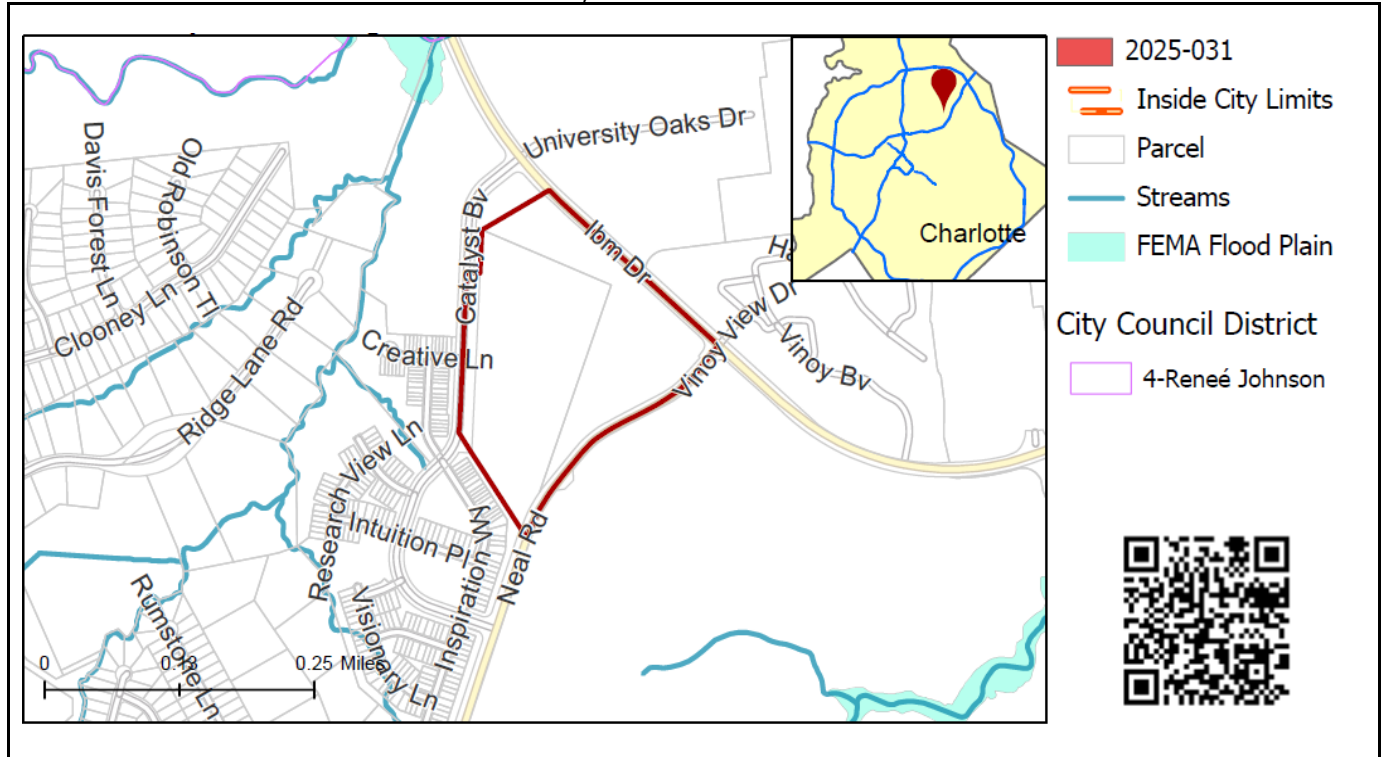 University Oaks Dr
Davis Forest Ln
Old Robinson Tl
Clooney Ln
Ridge Lane Rd
Catalyst Bv
Ibm Dr
Creative Ln
Vinoy View Dr
Vinoy Bv
Research View Ln
Intuition Pl
Inspiration Wy
Neal Rd
Visionary Ln
Rumstone Ln
0
0.25 Miles
Charlotte
2025-031
Inside City Limits
Parcel
Streams
FEMA Flood Plain
City Council District
4-Reneé Johnson